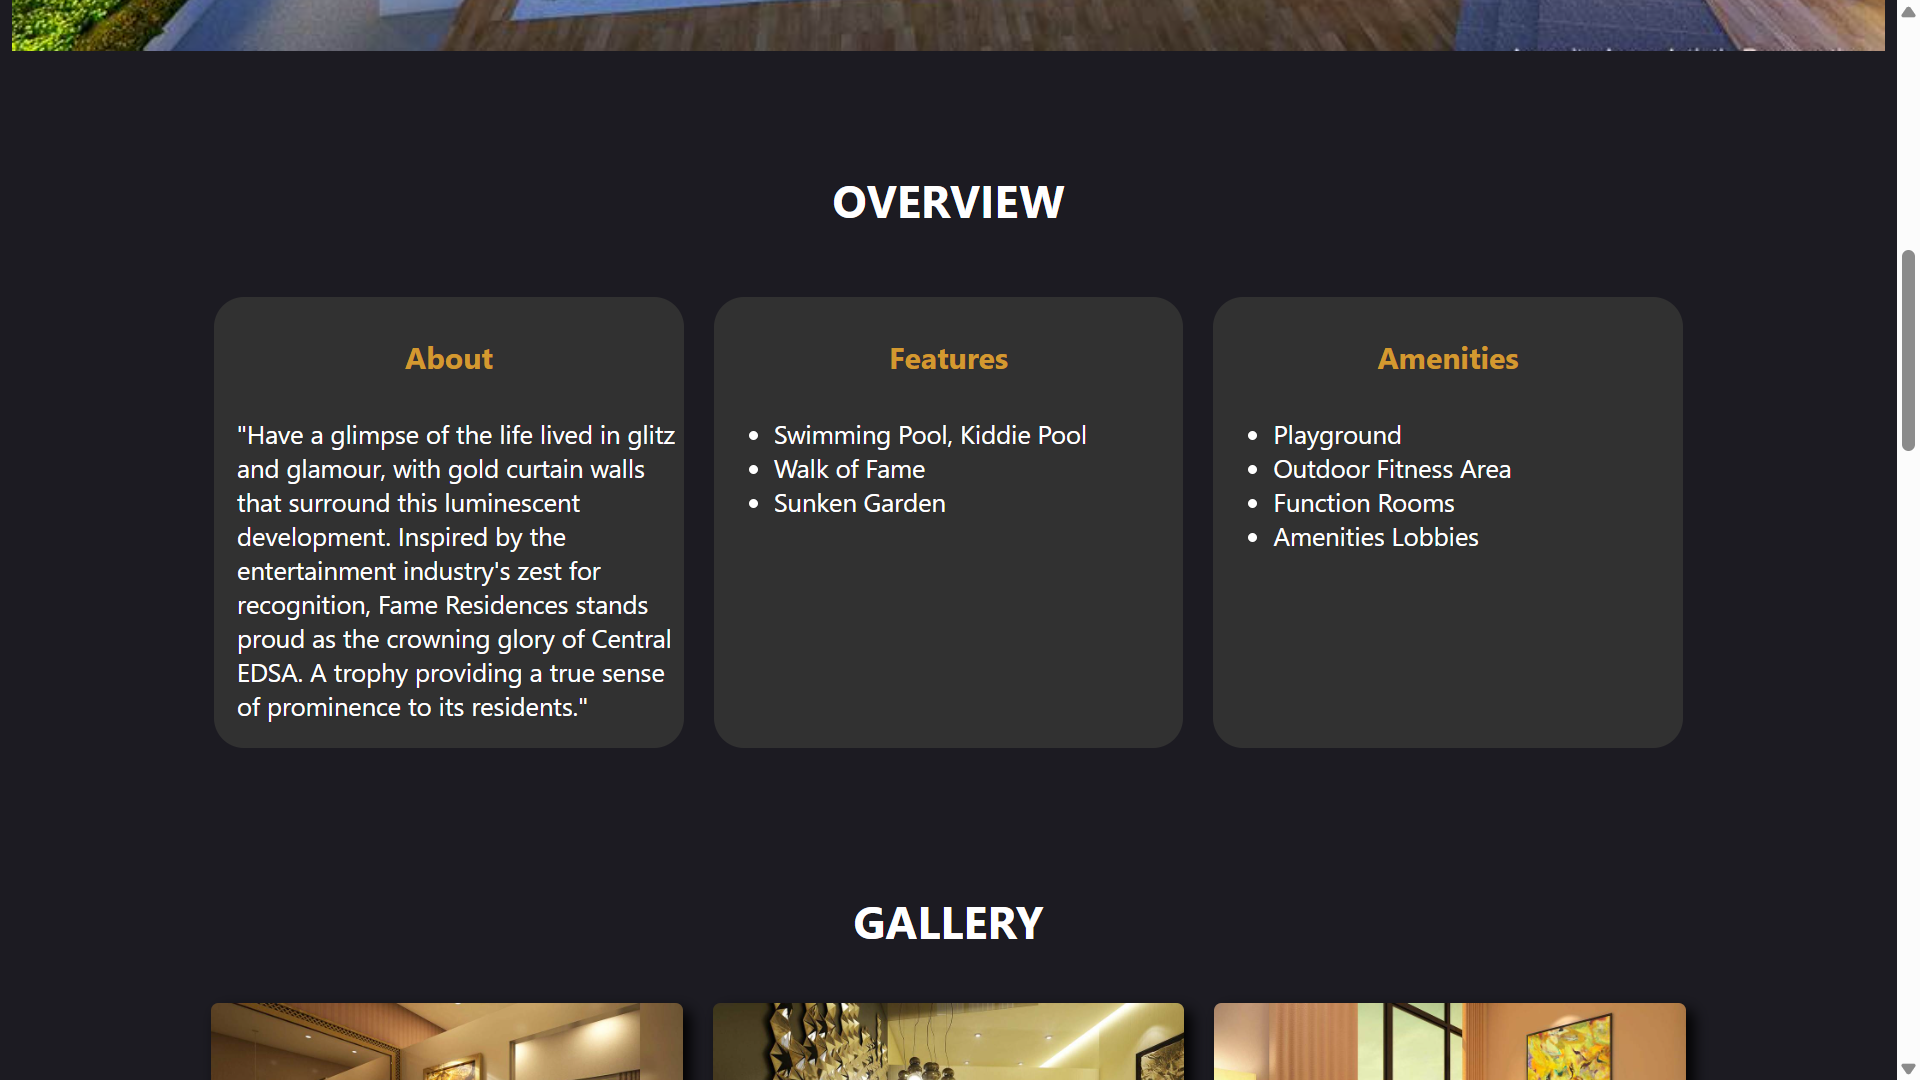 OVERVIEW
About
"Have a glimpse of the life lived in glitz
and glamour, with gold curtain walls
that surround this luminescent
development. Inspired by the
entertainment industry's zest for
recognition, Fame Residences stands
proud as the crowning glory of Central
EDSA. A trophy providing a true sense
of prominence to its residents."
Features
• Swimming Pool, Kiddie Pool
• Walk of Fame
• Sunken Garden
Amenities
• Playground
• Outdoor Fitness Area
• Function Rooms
• Amenities Lobbies
GALLERY